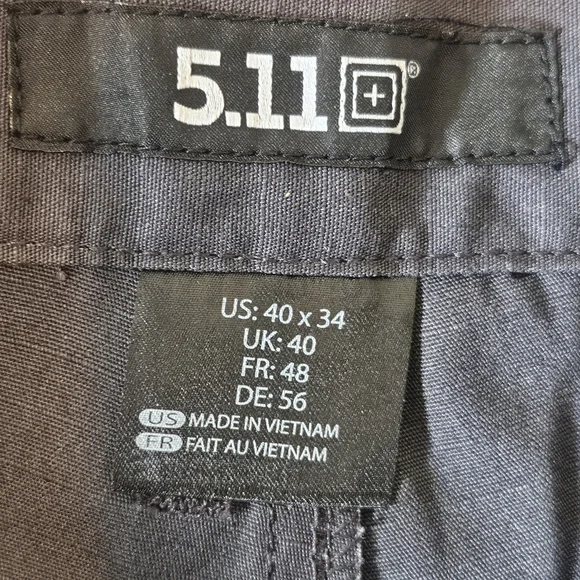 5.11®
US: 40 x 34
UK: 40
FR: 48
DE: 56
US MADE IN VIETNAM
FR FAIT AU VIETNAM